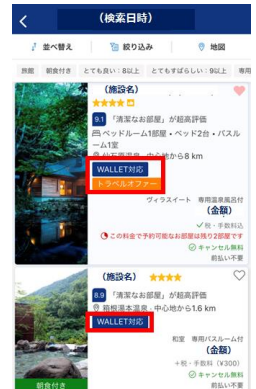 (検索日時)
並べ替え
絞り込み
地図
旅館
朝食付き
とても良い:8以上
とてもすばらしい:9以上
専用
(施設名)
9.1 「清潔なお部屋」が超高評価
ベッドルーム1部屋・ベッド2台・バスルーム1室
仙石原温泉 - 中心地から8 km
WALLET対応
トラベルオファー
ヴィラスイート 専用温泉風呂付
(金額)
✓税・手数料込
この料金で予約可能なお部屋は残り2部屋です
キャンセル無料
前払い不要
(施設名)
8.9 「清潔なお部屋」が超高評価
箱根湯本温泉 - 中心地から1.6 km
WALLET対応
和室 専用バスルーム付
(金額)
+税・手数料(¥300)
キャンセル無料
前払い不要
朝食付き